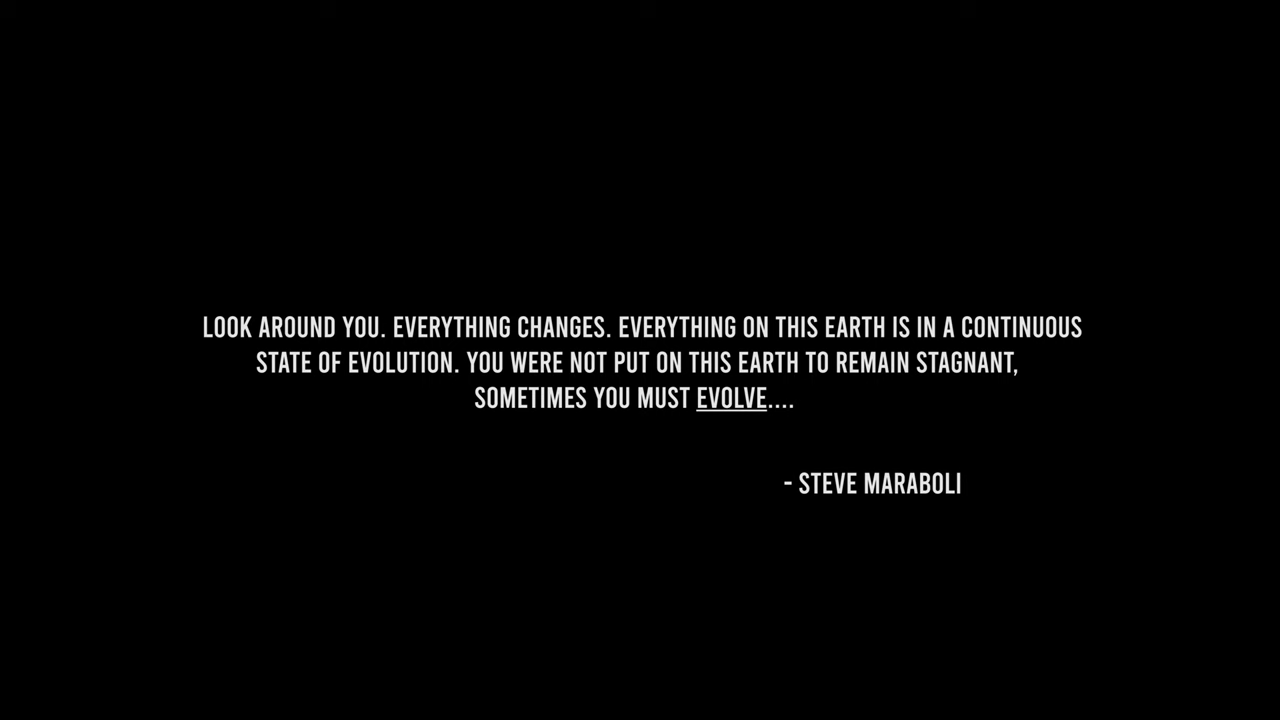 LOOK AROUND YOU. EVERYTHING CHANGES. EVERYTHING ON THIS EARTH IS IN A CONTINUOUS
STATE OF EVOLUTION. YOU WERE NOT PUT ON THIS EARTH TO REMAIN STAGNANT,
SOMETIMES YOU MUST EVOLVE....
- STEVE MARABOLI